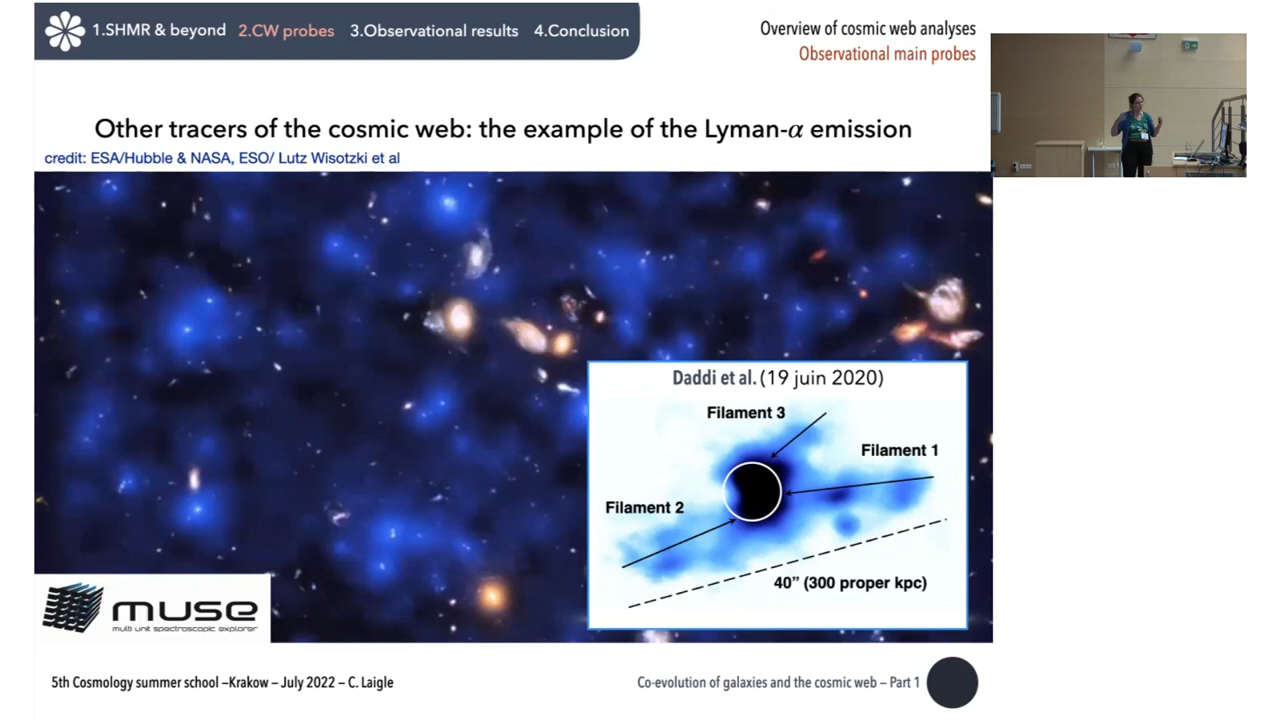 1.SHMR & beyond 2.CW probes 3.Observational results 4.Conclusion
Overview of cosmic web analyses
Observational main probes
Other tracers of the cosmic web: the example of the Lyman-α emission
credit: ESA/Hubble & NASA, ESO/ Lutz Wisotzki et al
Daddi et al. (19 juin 2020)
Filament 3
Filament 1
Filament 2
40” (300 proper kpc)
muse
multi unit spectroscopic explorer
5th Cosmology summer school –Krakow – July 2022 – C. Laigle
Co-evolution of galaxies and the cosmic web – Part 1